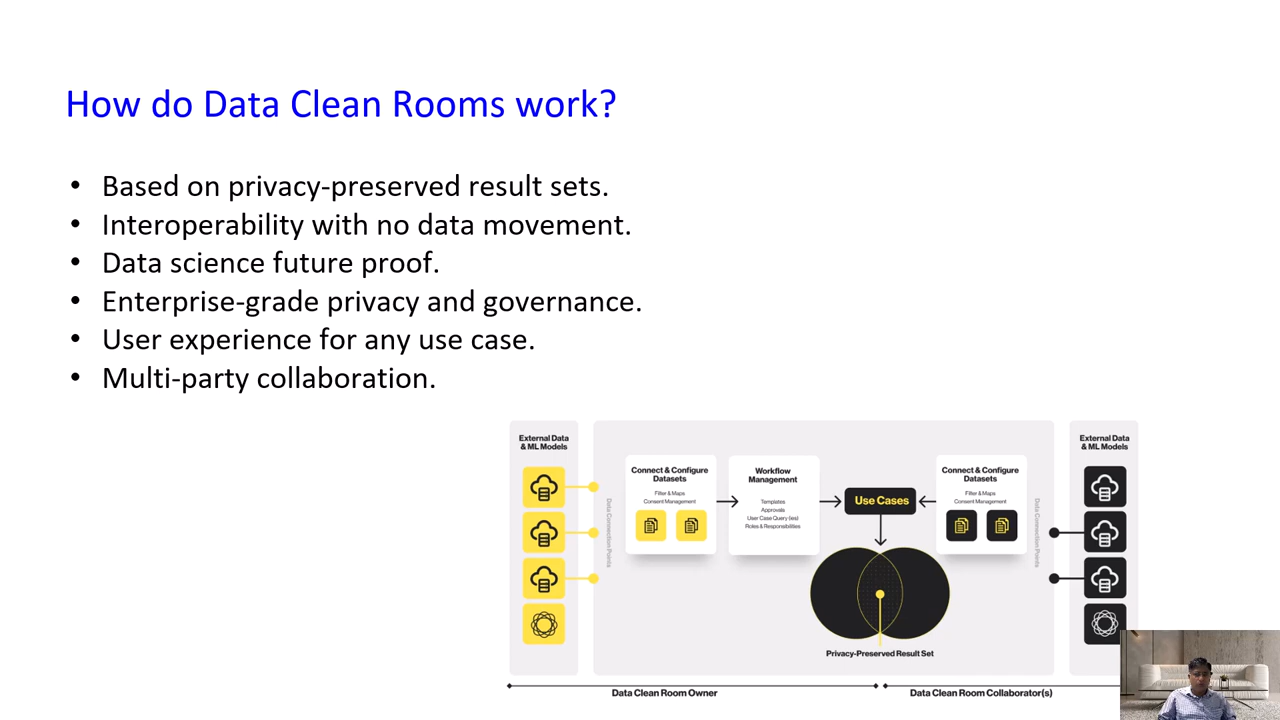 How do Data Clean Rooms work?
• Based on privacy-preserved result sets.
• Interoperability with no data movement.
• Data science future proof.
• Enterprise-grade privacy and governance.
• User experience for any use case.
• Multi-party collaboration.
External Data
& ML Models
Data Connection Points
Connect & Configure
Datasets
Filter & Maps
Consent Management
Workflow
Management
Templates
Approvals
User Case Query (ies)
Roles & Responsibilities
Use Cases
Connect & Configure
Datasets
Filter & Maps
Consent Management
Data Connection Points
External Data
& ML Models
Privacy-Preserved Result Set
Data Clean Room Owner
Data Clean Room Collaborator(s)